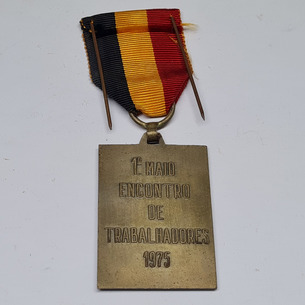 1º MAIO
ENCONTRO
DE
TRABALHADORES
1975